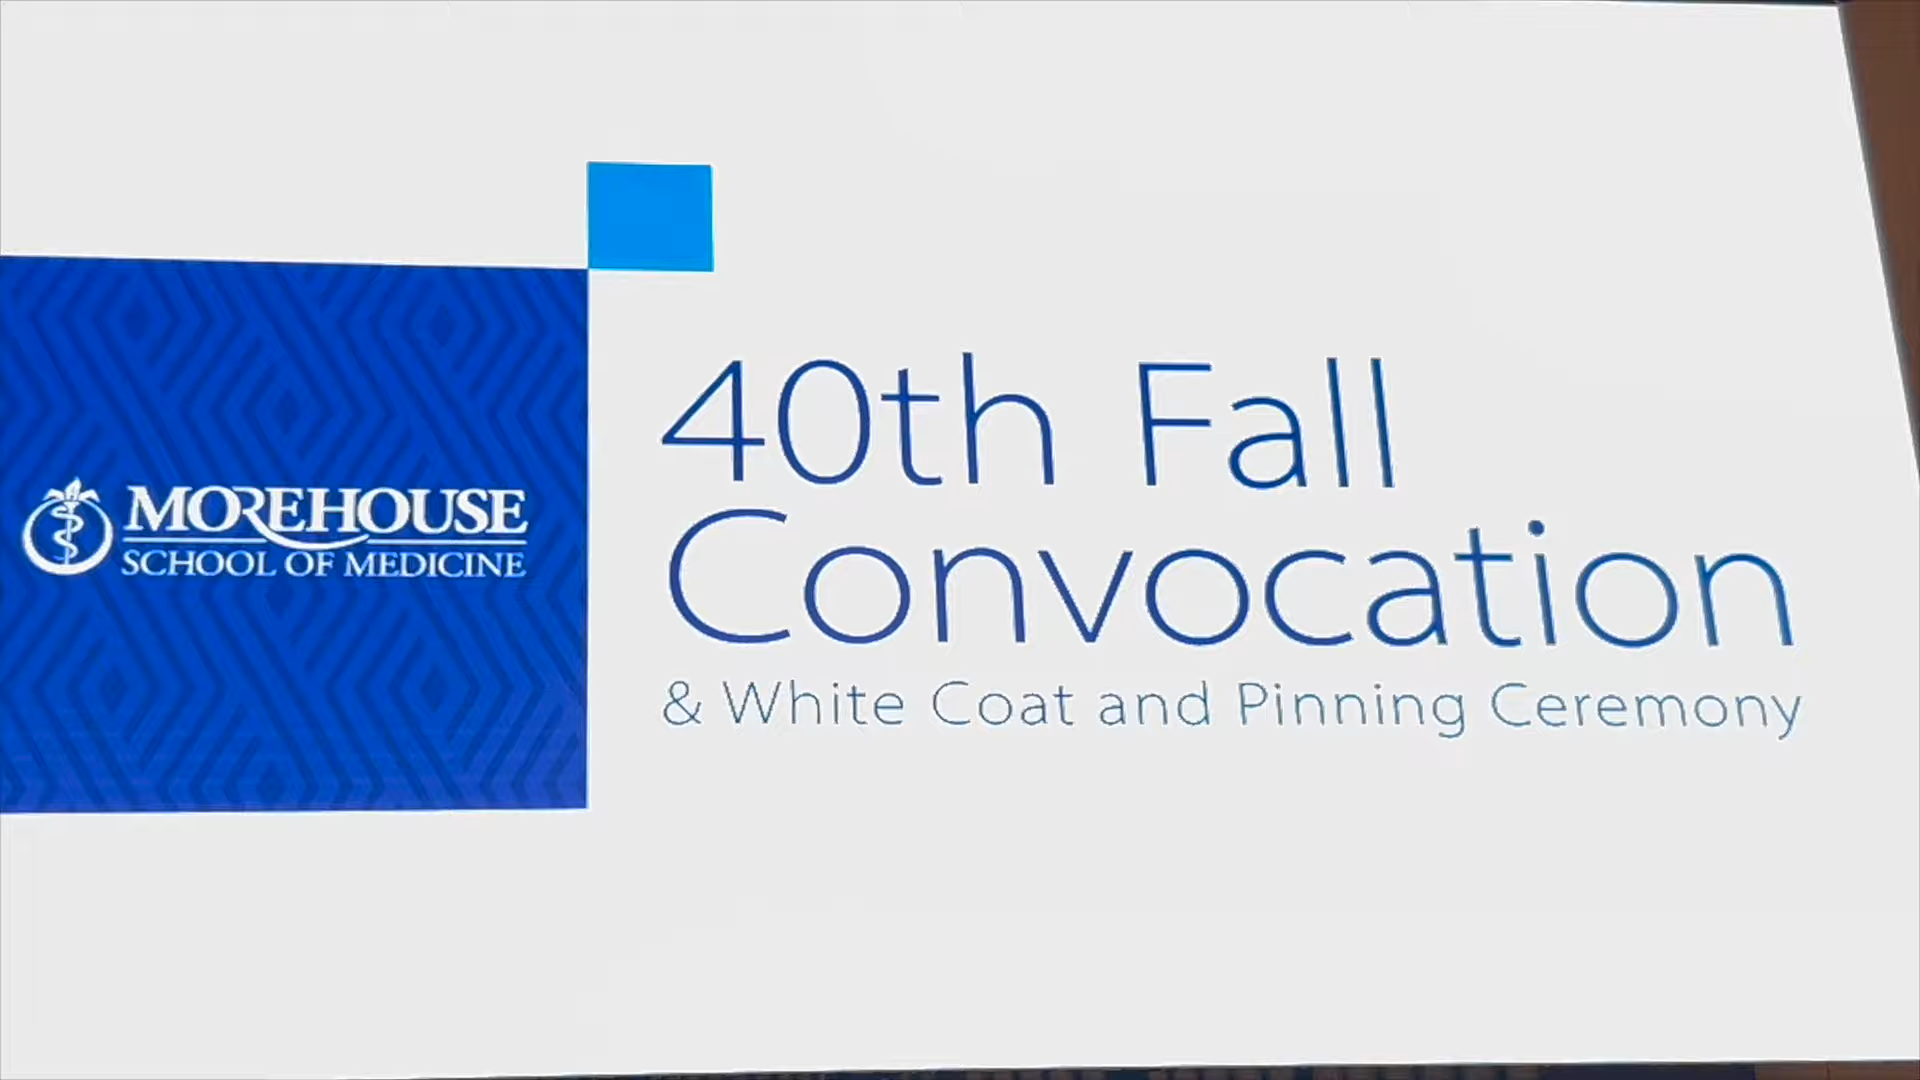 MOREHOUSE
SCHOOL OF MEDICINE
40th Fall
Convocation
& White Coat and Pinning Ceremony